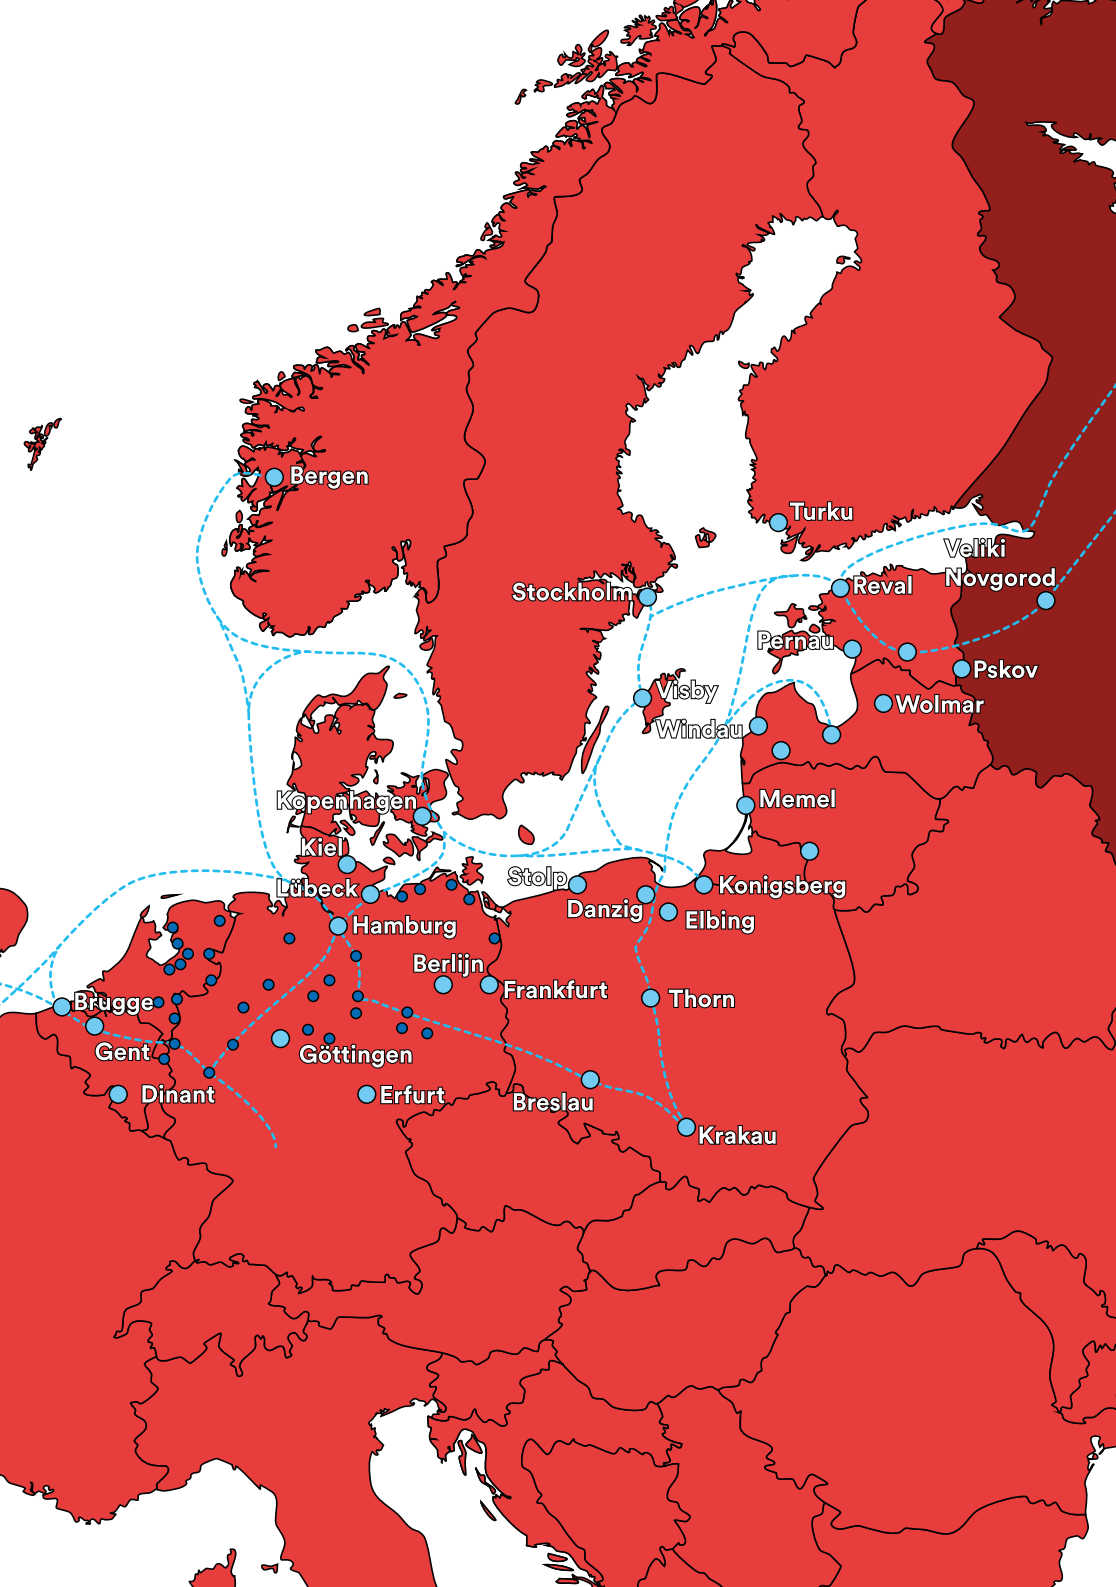 Bergen
Turku
Veliki
Novgorod
Stockholm
Reval
Pernau
Pskov
Visby
Wolmar
Windau
Kopenhagen
Memel
Kiel
Stolp
Lübeck
Konigsberg
Danzig
Elbing
Hamburg
Berlijn
Frankfurt
Brugge
Thorn
Gent
Göttingen
Dinant
Erfurt
Breslau
Krakau